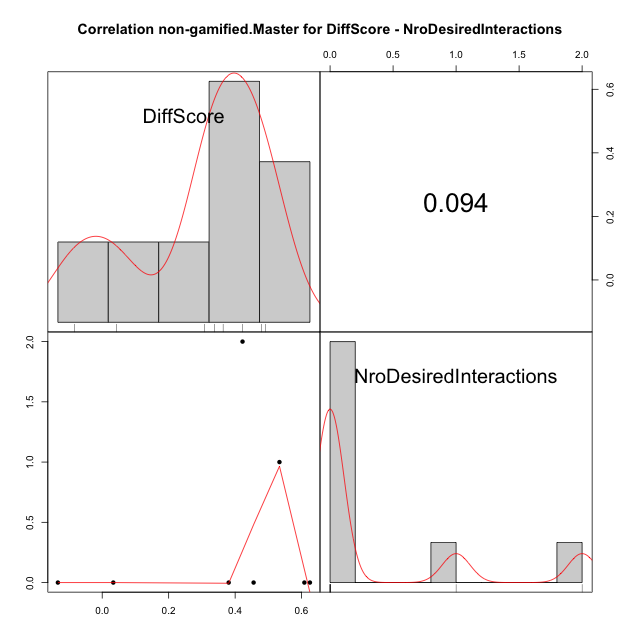 Correlation non-gamified.Master for DiffScore - NroDesiredInteractions
0.0 0.5 1.0 1.5 2.0
DiffScore
0.094
0.6
0.4
0.2
0.0
2.0
1.5
1.0
0.5
0.0
NroDesiredInteractions
0.0 0.2 0.4 0.6